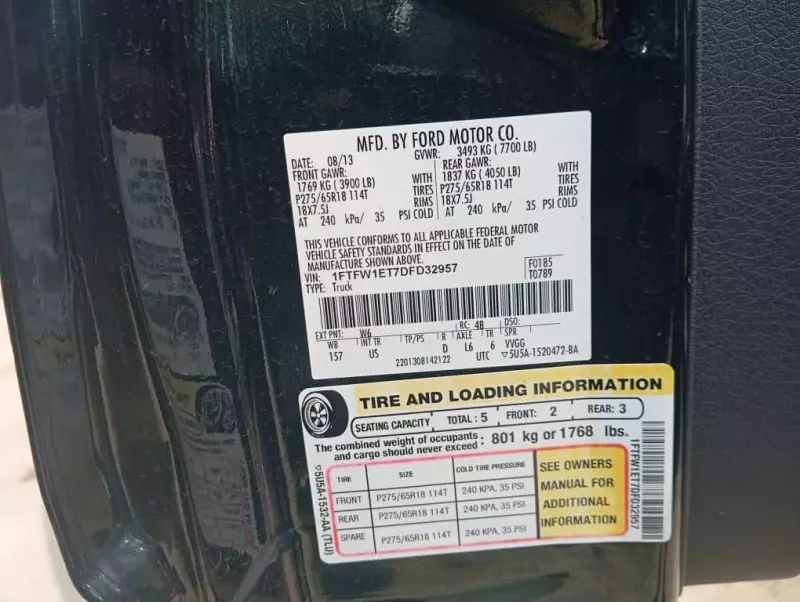 MFD. BY FORD MOTOR CO.
DATE: 08/13 GVWR: 3493 KG (7700 LB)
FRONT GAWR: REAR GAWR:
1769 KG (3900 LB) WITH 1837 KG (4050 LB) WITH
P275/65R18 114T TIRES P275/65R18 114T TIRES
18X7.5J RIMS 18X7.5J RIMS
AT 240 kPa/ 35 PSI COLD AT 240 kPa/ 35 PSI COLD
THIS VEHICLE CONFORMS TO ALL APPLICABLE FEDERAL MOTOR
VEHICLE SAFETY STANDARDS IN EFFECT ON THE DATE OF
MANUFACTURE SHOWN ABOVE.
VIN: 1FTFW1ET7DFD32957 F0185
TYPE: Truck T0789
EXT PNT: W6 RC: 48 DSO:
WB INT TR TP/PS R AXLE TR SPR
157 US D L6 6 VVGG
2201308142122 UTC ▽5U5A-1520472-BA
TIRE AND LOADING INFORMATION
SEATING CAPACITY TOTAL: 5 FRONT: 2 REAR: 3
The combined weight of occupants and cargo should never exceed: 801 kg or 1768 lbs.
TIRE SIZE COLD TIRE PRESSURE
FRONT P275/65R18 114T 240 KPA, 35 PSI
REAR P275/65R18 114T 240 KPA, 35 PSI
SPARE P275/65R18 114T 240 KPA, 35 PSI
SEE OWNERS
MANUAL FOR
ADDITIONAL
INFORMATION
▽5U5A-1532-AA (TLU)
1FTFW1ET7DFD32957